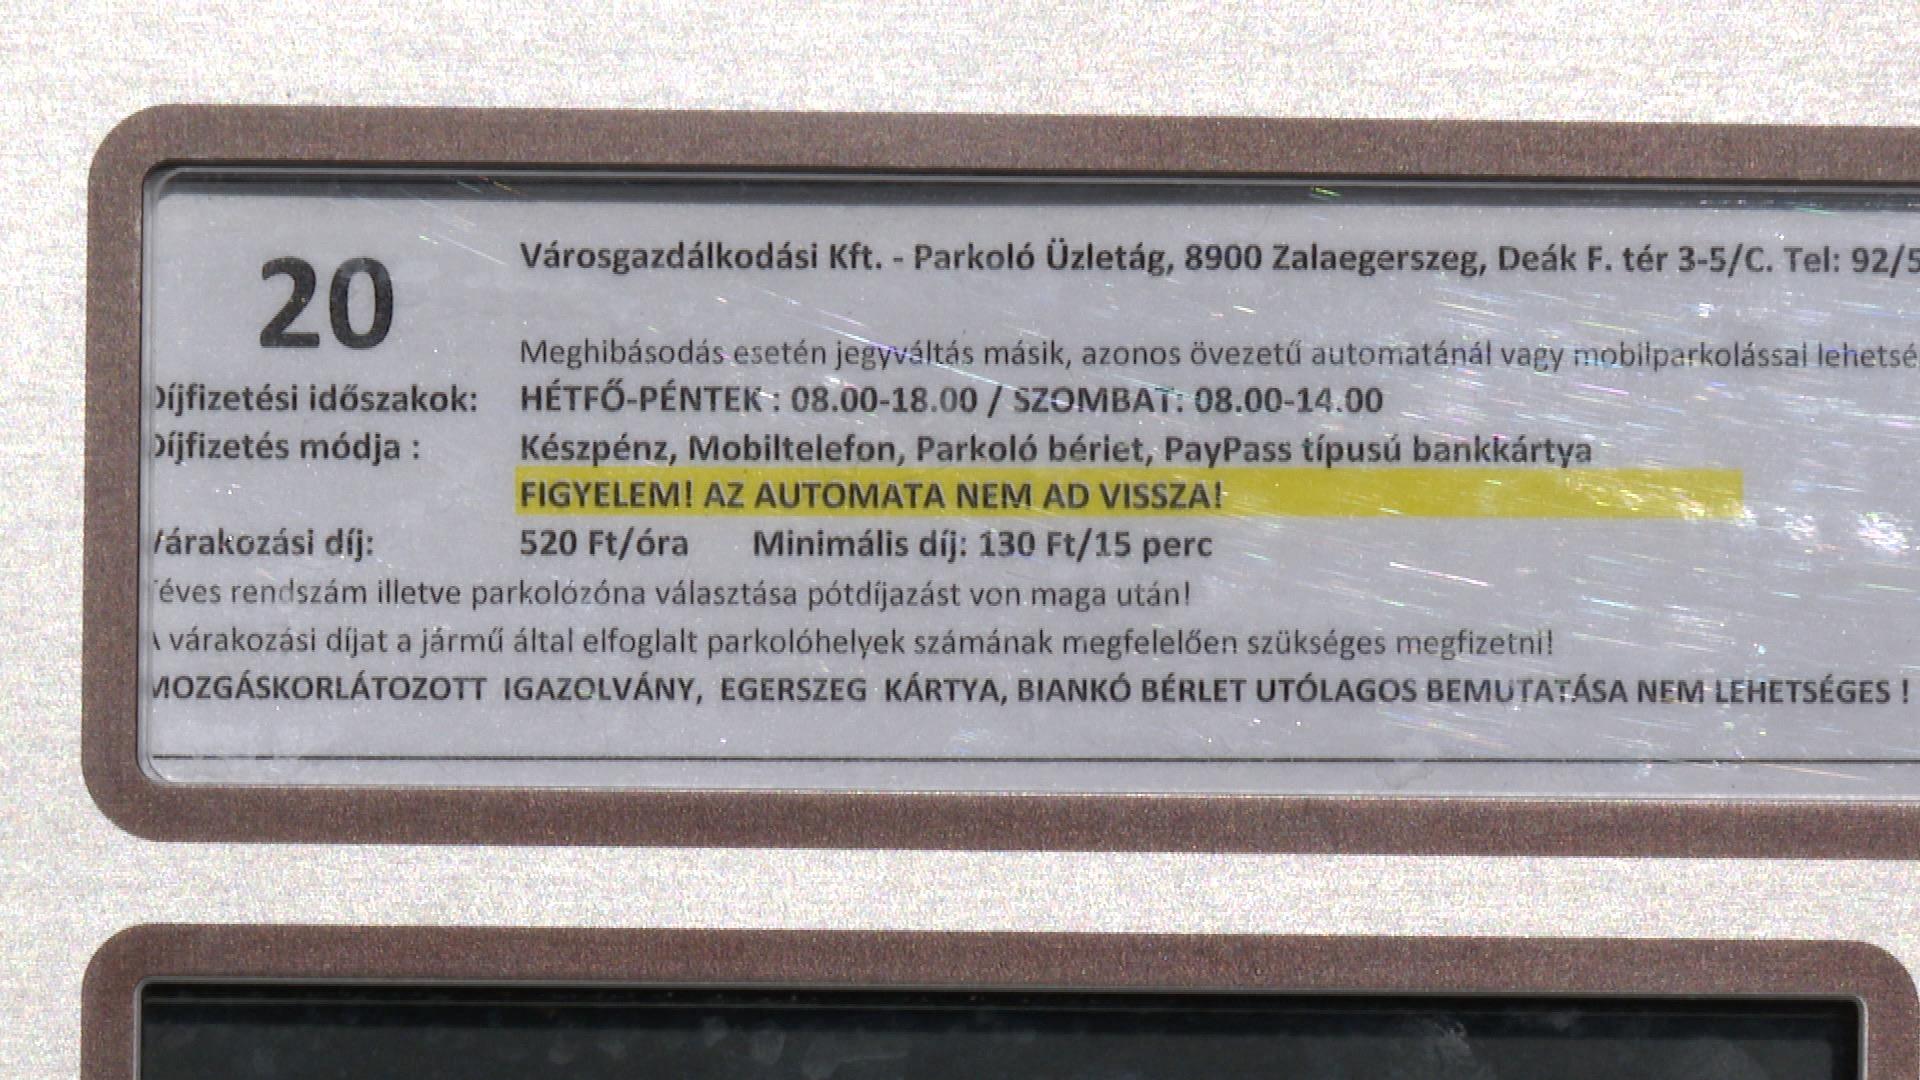 20
Városgazdálkodási Kft. - Parkoló Üzletág, 8900 Zalaegerszeg, Deák F. tér 3-5/C. Tel: 92/5
Meghibásodás esetén jegyváltás másik, azonos övezetű automatánál vagy mobilparkolással lehetsé
Díjfizetési időszakok: HÉTFŐ-PÉNTEK : 08.00-18.00 / SZOMBAT: 08.00-14.00
Díjfizetés módja : Készpénz, Mobiltelefon, Parkoló bérlet, PayPass típusú bankkártya
FIGYELEM! AZ AUTOMATA NEM AD VISSZA!
Várakozási díj: 520 Ft/óra Minimális díj: 130 Ft/15 perc
Téves rendszám illetve parkolózóna választása pótdíjazást von maga után!
A várakozási díjat a jármű által elfoglalt parkolóhelyek számának megfelelően szükséges megfizetni!
MOZGÁSKORLÁTOZOTT IGAZOLVÁNY, EGERSZEG KÁRTYA, BIANKÓ BÉRLET UTÓLAGOS BEMUTATÁSA NEM LEHETSÉGES !